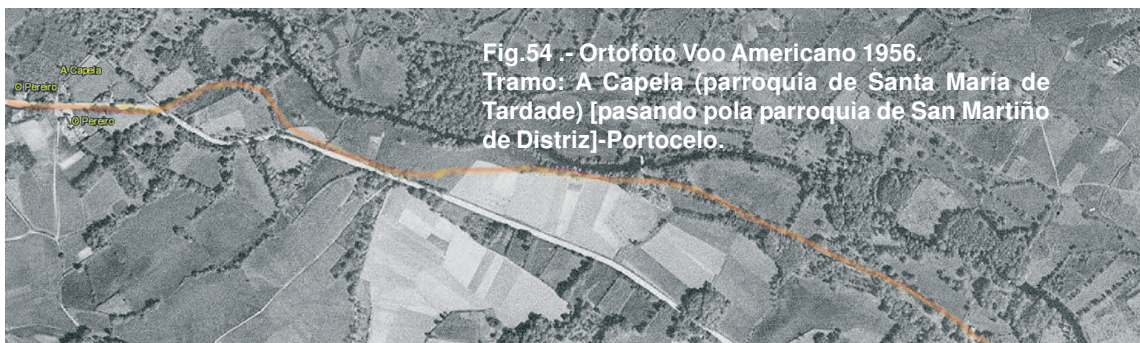 Fig.54 .- Ortofoto Voo Americano 1956.
Tramo: A Capela (parroquia de Santa María de
Tardade) [pasando pola parroquia de San Martiño
de Distriz]-Portocelo.
A Capela
O Pereiro
O Pereiro